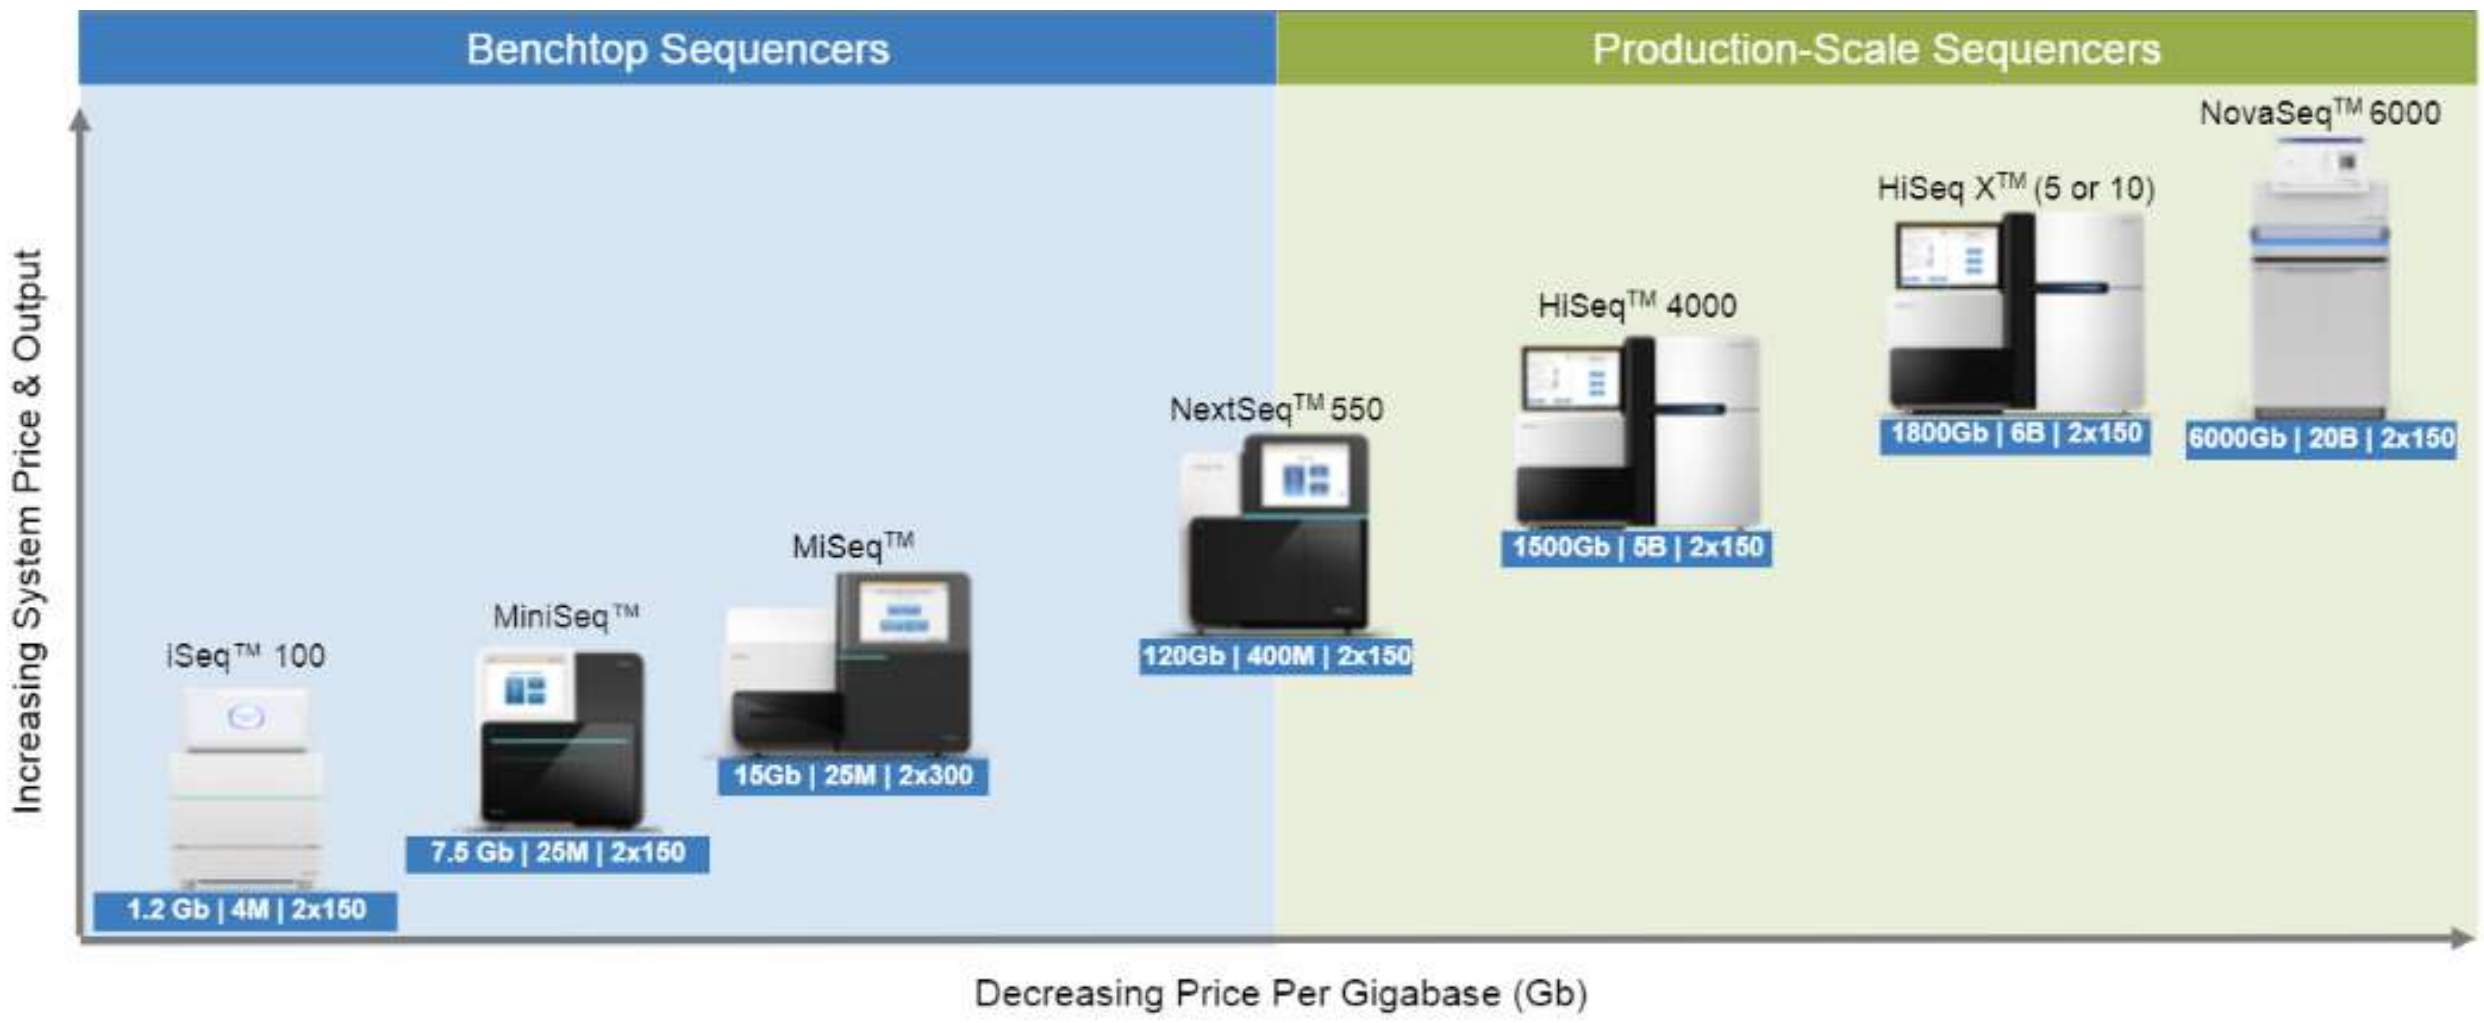 Benchtop Sequencers
Production-Scale Sequencers
Increasing System Price & Output
iSeq™ 100
1.2 Gb | 4M | 2x150
MiniSeq™
7.5 Gb | 25M | 2x150
MiSeq™
15Gb | 25M | 2x300
NextSeq™ 550
120Gb | 400M | 2x150
HiSeq™ 4000
1500Gb | 5B | 2x150
HiSeq X™ (5 or 10)
1800Gb | 6B | 2x150
NovaSeq™ 6000
6000Gb | 20B | 2x150
Decreasing Price Per Gigabase (Gb)